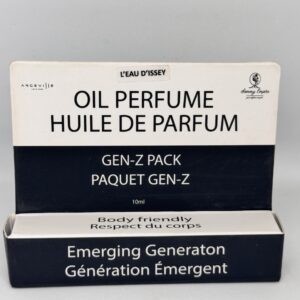 L'EAU D'ISSEY
ANGEVILLE
OIL PERFUME
HUILE DE PARFUM
GEN-Z PACK
PAQUET GEN-Z
10ml
Body friendly
Respect du corps
Emerging Generaton
Génération Émergent